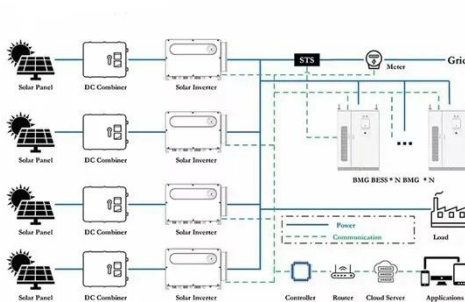 STS
Meter
Grid
Solar Panel DC Combiner Solar Inverter
Solar Panel DC Combiner Solar Inverter
BMG BESS * N BMG * N
Solar Panel DC Combiner Solar Inverter
Power
Communication
Load
Solar Panel DC Combiner Solar Inverter
Controller Router Cloud Server Applications